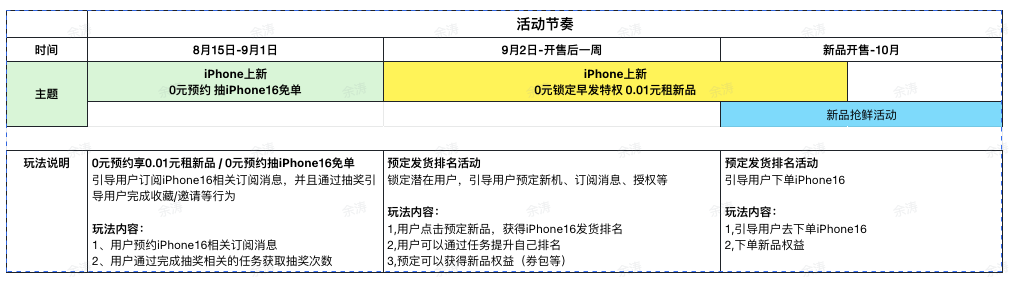 活动节奏
时间
8月15日-9月1日
9月2日-开售后一周
新品开售-10月
主题
iPhone上新
0元预约 抽iPhone16免单
iPhone上新
0元锁定早发特权 0.01元租新品
新品抢鲜活动
玩法说明
0元预约享0.01元租新品 / 0元预约抽iPhone16免单
引导用户订阅iPhone16相关订阅消息，并且通过抽奖引
导用户完成收藏/邀请等行为
玩法内容：
1、用户预约iPhone16相关订阅消息
2、用户通过完成抽奖相关的任务获取抽奖次数
预定发货排名活动
锁定潜在用户，引导用户预定新机、订阅消息、授权等
玩法内容：
1,用户点击预定新品，获得iPhone16发货排名
2,用户可以通过任务提升自己排名
3,预定可以获得新品权益（券包等）
预定发货排名活动
引导用户下单iPhone16
玩法内容：
1,引导用户去下单iPhone16
2,下单新品权益